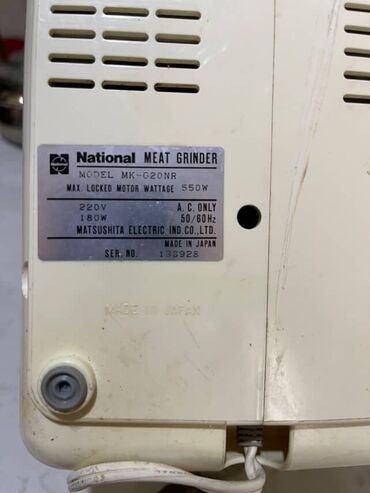 National MEAT GRINDER
MODEL MK-G20NR
MAX. LOCKED MOTOR WATTAGE 550W
220V A.C. ONLY
180W 50/60Hz
MATSUSHITA ELECTRIC IND.CO.,LTD.
MADE IN JAPAN
SER. NO. 133928
MADE IN JAPAN